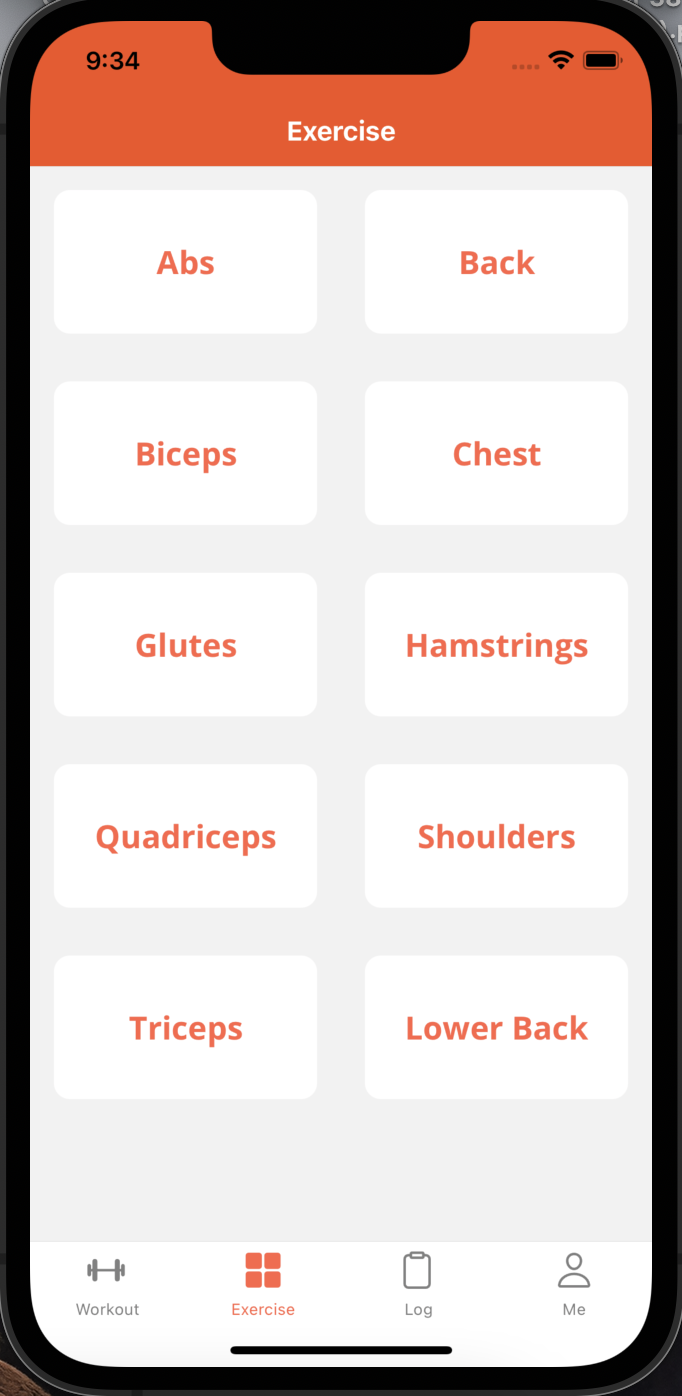 9:34
Exercise
Abs
Back
Biceps
Chest
Glutes
Hamstrings
Quadriceps
Shoulders
Triceps
Lower Back
Workout
Exercise
Log
Me